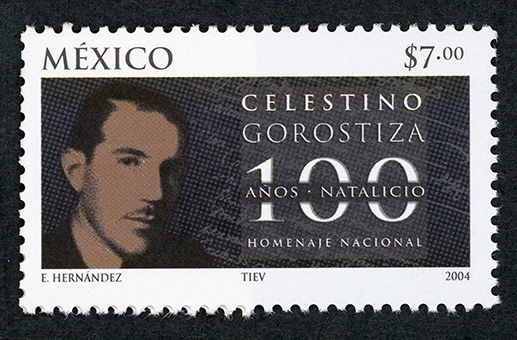 MÉXICO $7.00
CELESTINO
GOROSTIZA
100
AÑOS · NATALICIO
HOMENAJE NACIONAL
E. HERNÁNDEZ TIEV 2004